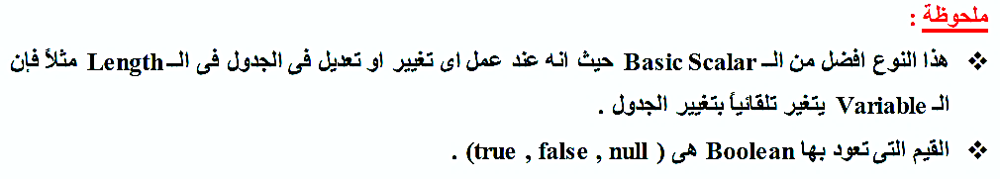 ملحوظة :
❖ هذا النوع افضل من الـ Basic Scalar حيث انه عند عمل اى تغيير او تعديل فى الجدول فى الـ Length مثلاً فإن
الـ Variable يتغير تلقائياً بتغيير الجدول .
❖ القيم التى تعود بها Boolean هى ( true , false , null) .